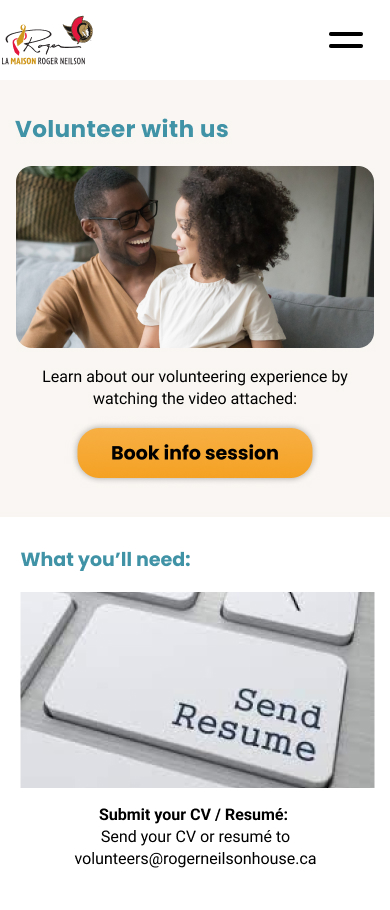 Roger
LA MAISON ROGER NEILSON
Volunteer with us
Learn about our volunteering experience by
watching the video attached:
Book info session
What you’ll need:
Send
Resume
Submit your CV / Resumé:
Send your CV or resumé to
volunteers@rogerneilsonhouse.ca